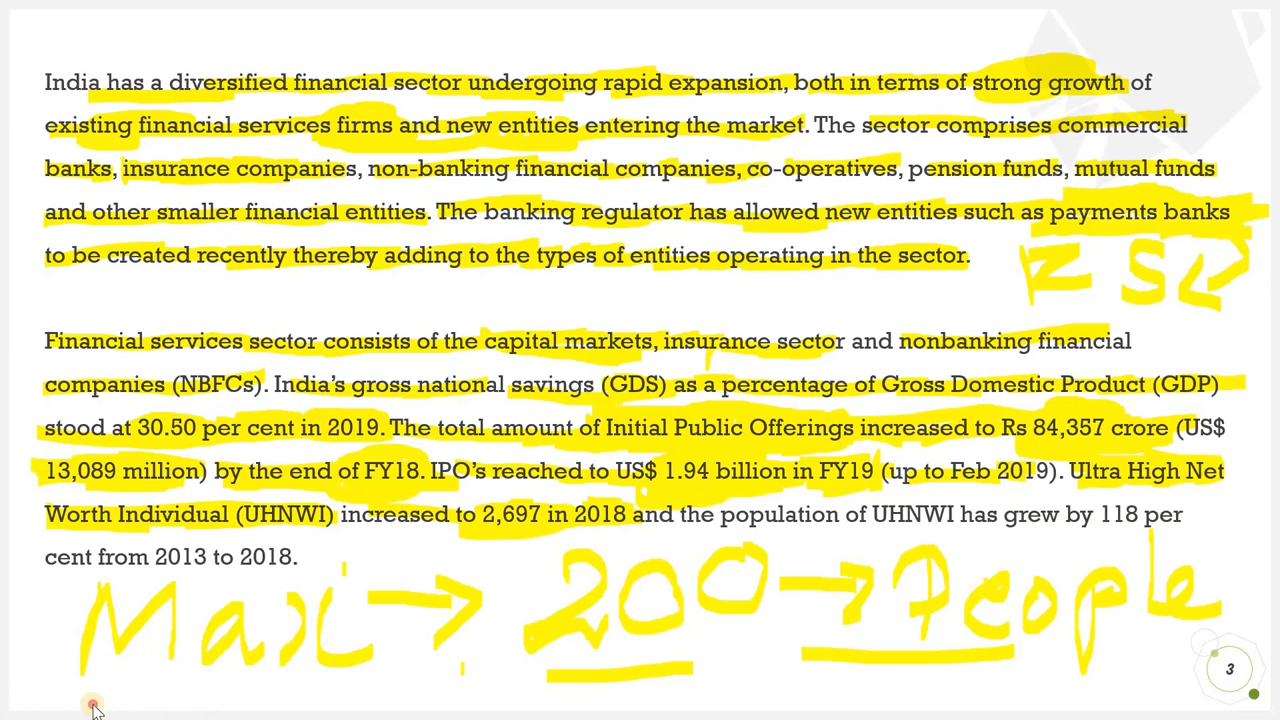 India has a diversified financial sector undergoing rapid expansion, both in terms of strong growth of
existing financial services firms and new entities entering the market. The sector comprises commercial
banks, insurance companies, non-banking financial companies, co-operatives, pension funds, mutual funds
and other smaller financial entities. The banking regulator has allowed new entities such as payments banks
to be created recently thereby adding to the types of entities operating in the sector.
Financial services sector consists of the capital markets, insurance sector and nonbanking financial
companies (NBFCs). India’s gross national savings (GDS) as a percentage of Gross Domestic Product (GDP)
stood at 30.50 per cent in 2019. The total amount of Initial Public Offerings increased to Rs 84,357 crore (US$
13,089 million) by the end of FY18. IPO’s reached to US$ 1.94 billion in FY19 (up to Feb 2019). Ultra High Net
Worth Individual (UHNWI) increased to 2,697 in 2018 and the population of UHNWI has grew by 118 per
cent from 2013 to 2018.
Maxi → 200 → People
3